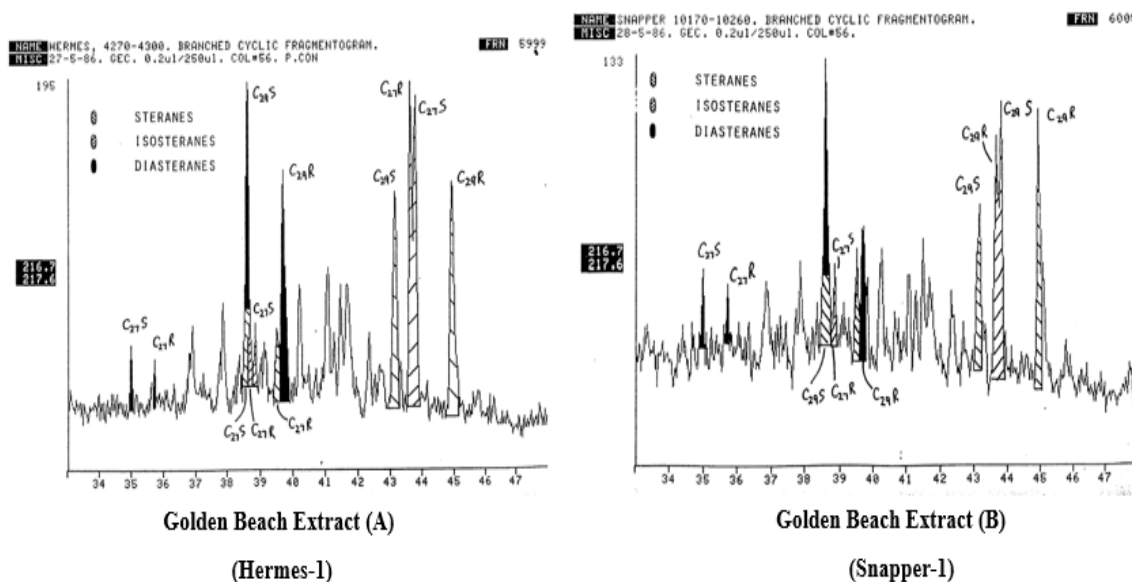 NAME HERMES, 4270-4300. BRANCHED CYCLIC FRAGMENTOGRAM.
FRN 5999
MISC 27-5-86. GEC. 0.2ul/250ul. COL#56. P.CON
195
STERANES
ISOSTERANES
DIASTERANES
C29S
C27R
C27S
C29R
C29S
C29R
C27S
216.7
217.6
C27S
C27R
C27S
C27R
C27R
34 35 36 37 38 39 40 41 42 43 44 45 46 47
Golden Beach Extract (A)
(Hermes-1)
NAME SNAPPER 10170-10260. BRANCHED CYCLIC FRAGMENTOGRAM.
FRN 600
MISC 28-5-86. GEC. 0.2ul/250ul. COL#56.
133
STERANES
ISOSTERANES
DIASTERANES
C29S
C29R
C29R
C29S
C27S
216.7
217.6
C27S
C27R
C29S
C27R
C29R
34 35 36 37 38 39 40 41 42 43 44 45 46 47
Golden Beach Extract (B)
(Snapper-1)